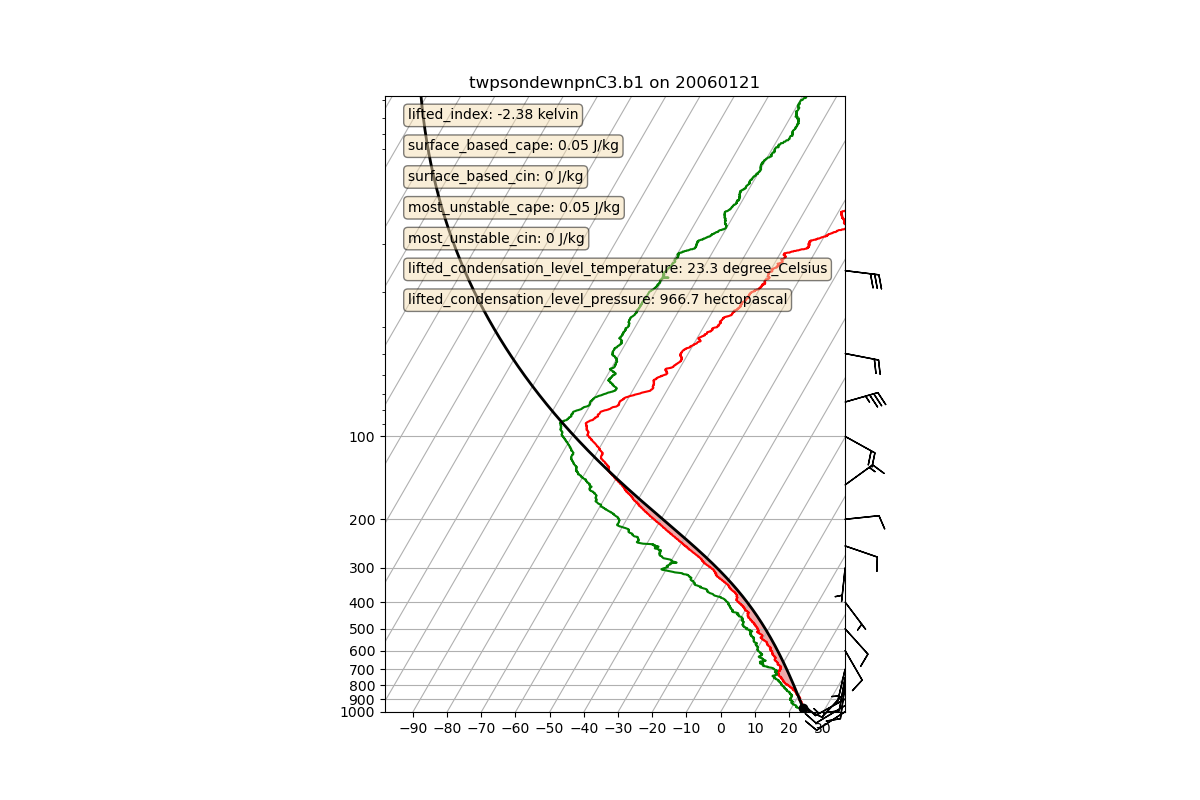 twpsondewnpnC3.b1 on 20060121
lifted_index: -2.38 kelvin
surface_based_cape: 0.05 J/kg
surface_based_cin: 0 J/kg
most_unstable_cape: 0.05 J/kg
most_unstable_cin: 0 J/kg
lifted_condensation_level_temperature: 23.3 degree_Celsius
lifted_condensation_level_pressure: 966.7 hectopascal
100
200
300
400
500
600
700
800
900
1000
−90 −80 −70 −60 −50 −40 −30 −20 −10 0 10 20 30